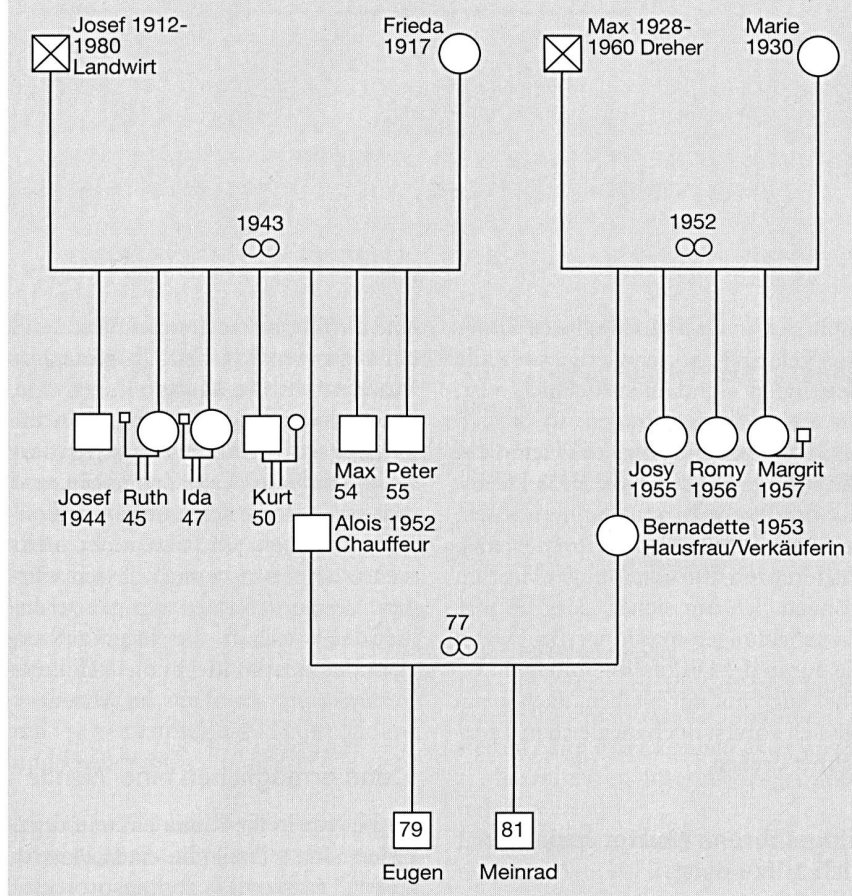 Josef 1912-
1980
Landwirt
Frieda
1917
Max 1928-
1960 Dreher
Marie
1930
1943
1952
Josef
1944
Ruth
45
Ida
47
Kurt
50
Max
54
Peter
55
Josy
1955
Romy
1956
Margrit
1957
Alois 1952
Chauffeur
Bernadette 1953
Hausfrau/Verkäuferin
77
79
81
Eugen
Meinrad